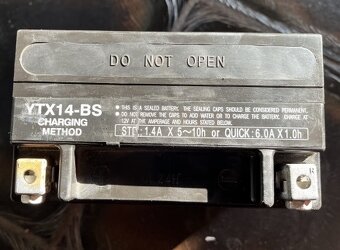 DO NOT OPEN
YTX14-BS
CHARGING
METHOD
● THIS IS A SEALED BATTERY. THE SEALING CAPS SHOULD BE CONSIDERED PERMANENT.
● DO NOT REMOVE THE CAPS TO ADD WATER OR TO CHARGE THE BATTERY. CHARGE AT
12V AT THE AMPERAGE AND HOURS STATED BELOW.
STD: 1.4A X 5～10h or QUICK: 6.0A X 1.0h